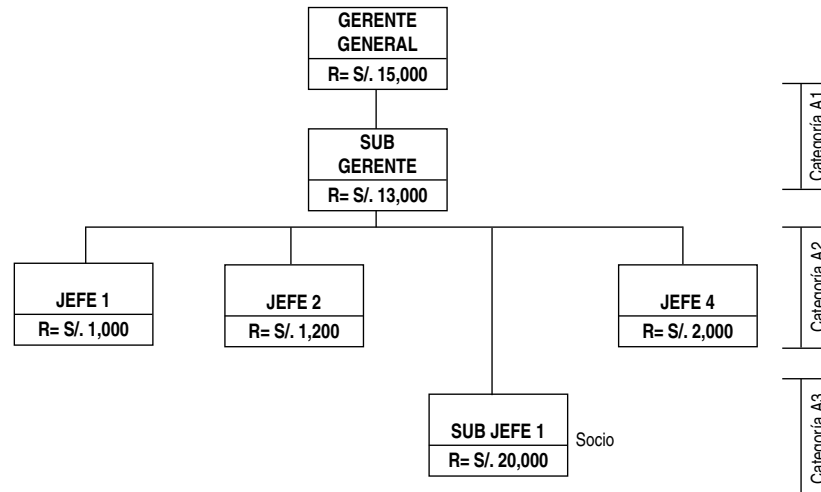 GERENTE
GENERAL
R= S/. 15,000
Categoría A1
SUB
GERENTE
R= S/. 13,000
Categoría A2
JEFE 1
R= S/. 1,000
JEFE 2
R= S/. 1,200
JEFE 4
R= S/. 2,000
Categoría A3
SUB JEFE 1
R= S/. 20,000
Socio